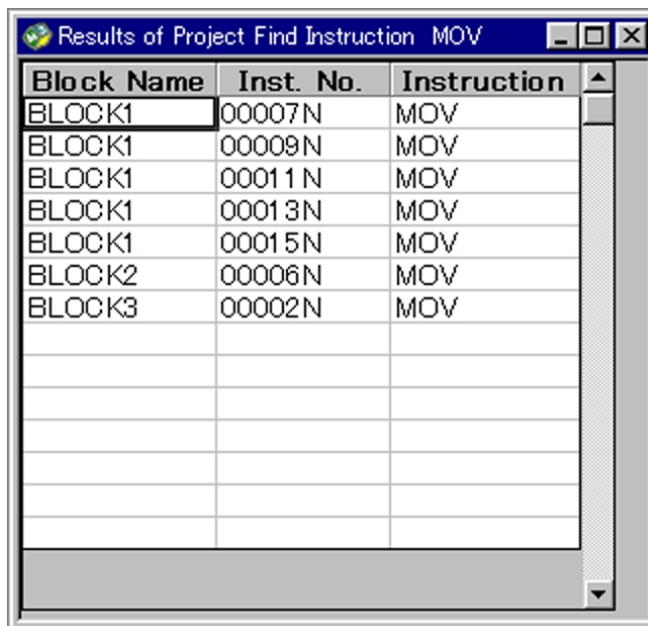 Results of Project Find Instruction MOV
Block Name Inst. No. Instruction
BLOCK1 00007N MOV
BLOCK1 00009N MOV
BLOCK1 00011N MOV
BLOCK1 00013N MOV
BLOCK1 00015N MOV
BLOCK2 00006N MOV
BLOCK3 00002N MOV